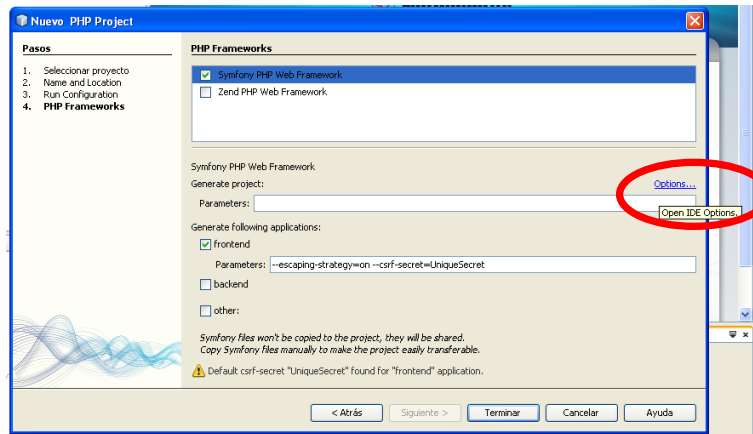 Nuevo PHP Project
Pasos
1. Seleccionar proyecto
2. Name and Location
3. Run Configuration
4. PHP Frameworks
PHP Frameworks
Symfony PHP Web Framework
Zend PHP Web Framework
Symfony PHP Web Framework
Generate project:
Options...
Parameters:
Open IDE Options.
Generate following applications:
frontend
Parameters: --escaping-strategy=on --csrf-secret=UniqueSecret
backend
other:
Symfony files won't be copied to the project, they will be shared.
Copy Symfony files manually to make the project easily transferable.
Default csrf-secret "UniqueSecret" found for "frontend" application.
< Atrás Siguiente > Terminar Cancelar Ayuda